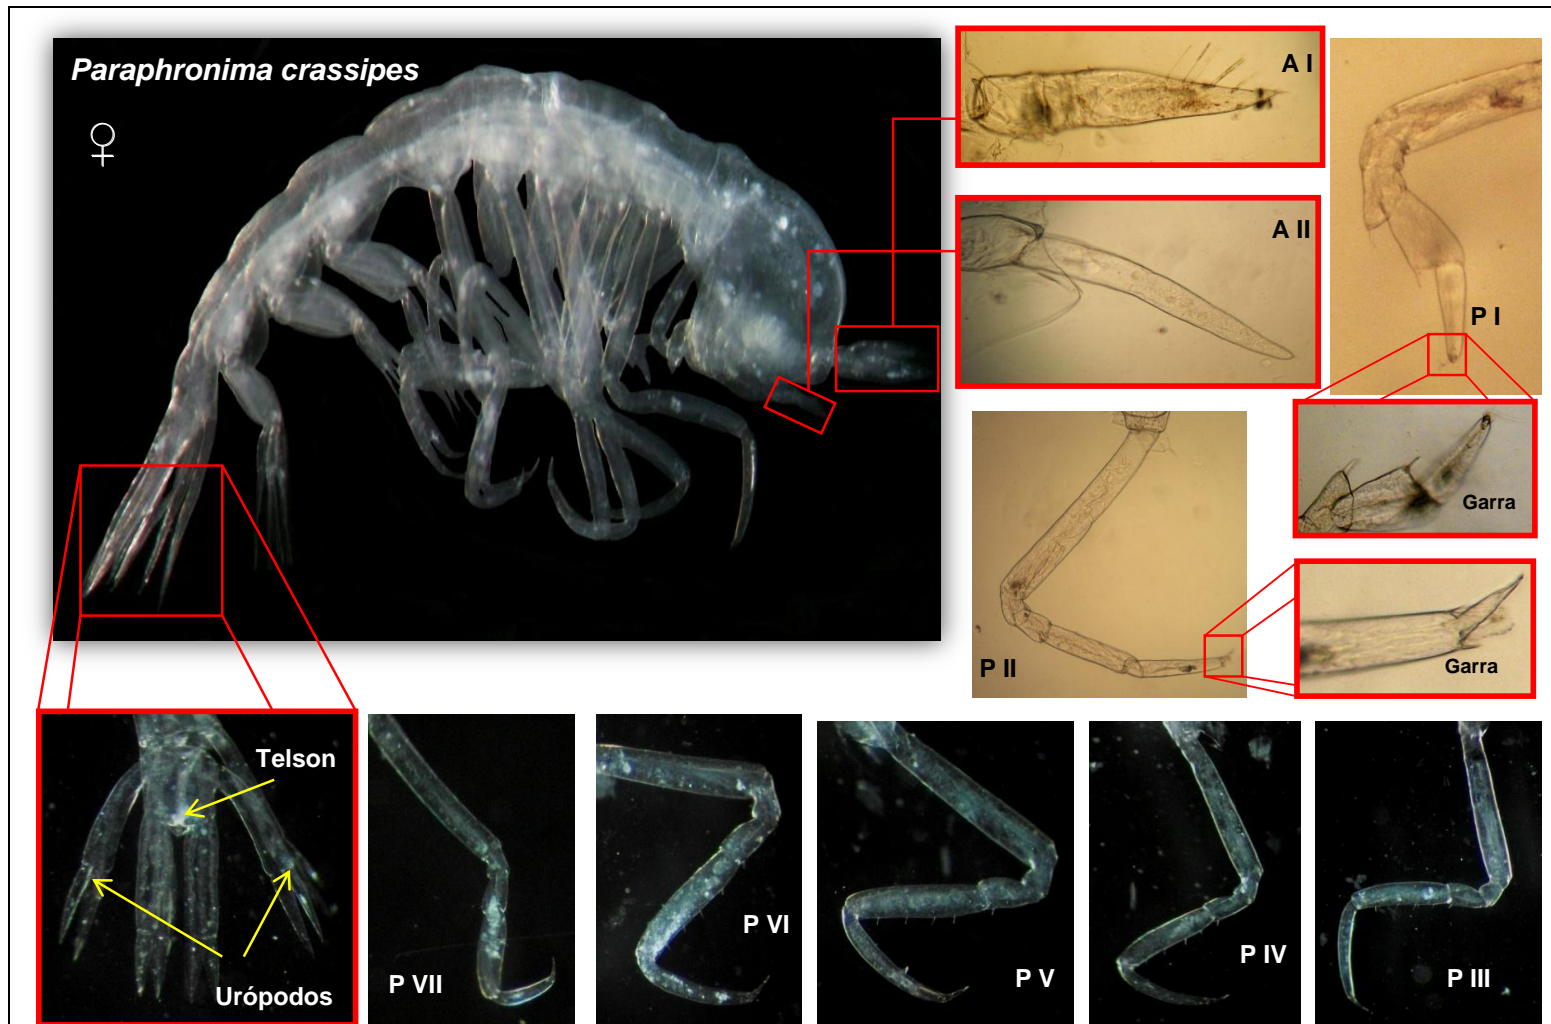 Paraphronima crassipes
♀
A I
A II
P I
Garra
P II
Garra
Telson
Urópodos
P VII
P VI
P V
P IV
P III